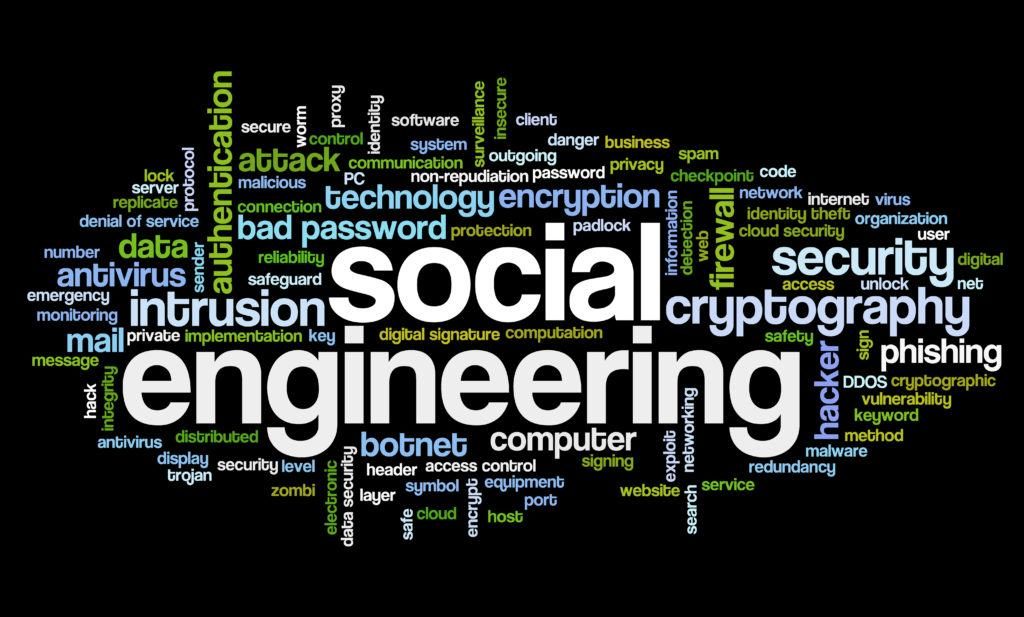 authentication
secure
worm
proxy
control
identity
software
system
surveillance
insecure
client
outgoing
danger
business
privacy
spam
checkpoint
code
attack
communication
malicious
PC
non-repudiation
password
lock
server
protocol
replicate
denial of service
connection
technology
encryption
information
detection
web
firewall
network
internet
virus
identity theft
organization
cloud security
user
number
data
sender
bad password
protection
padlock
reliability
antivirus
safeguard
social
security
digital
access
unlock
net
emergency
monitoring
intrusion
cryptography
mail
private
implementation
key
digital signature
computation
safety
sign
phishing
message
hack
integrity
engineering
hacker
DDOS
cryptographic
vulnerability
keyword
method
malware
redundancy
antivirus
distributed
botnet
computer
exploit
networking
display
trojan
security
level
header
access control
signing
zombi
electronic
data security
layer
symbol
encrypt
equipment
port
website
search
service
safe
cloud
host